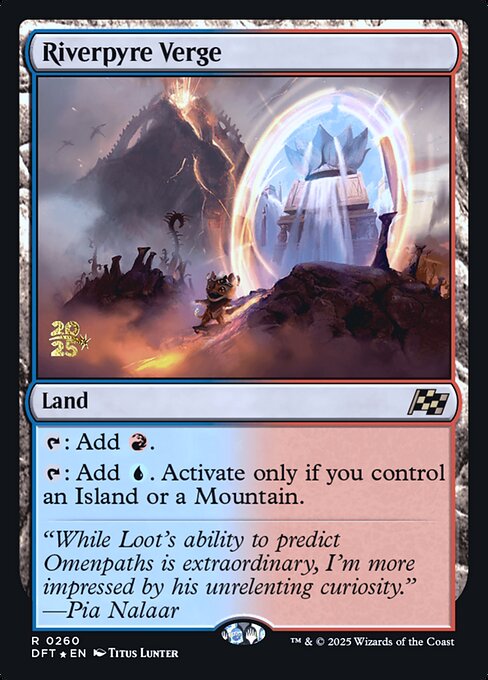 Riverpyre Verge
2025
Land
: Add .
: Add . Activate only if you control
an Island or a Mountain.
“While Loot’s ability to predict
Omenpaths is extraordinary, I’m more
impressed by his unrelenting curiosity.”
—Pia Nalaar
R 0260
DFT ★ EN Titus Lunter
™ & © 2025 Wizards of the Coast